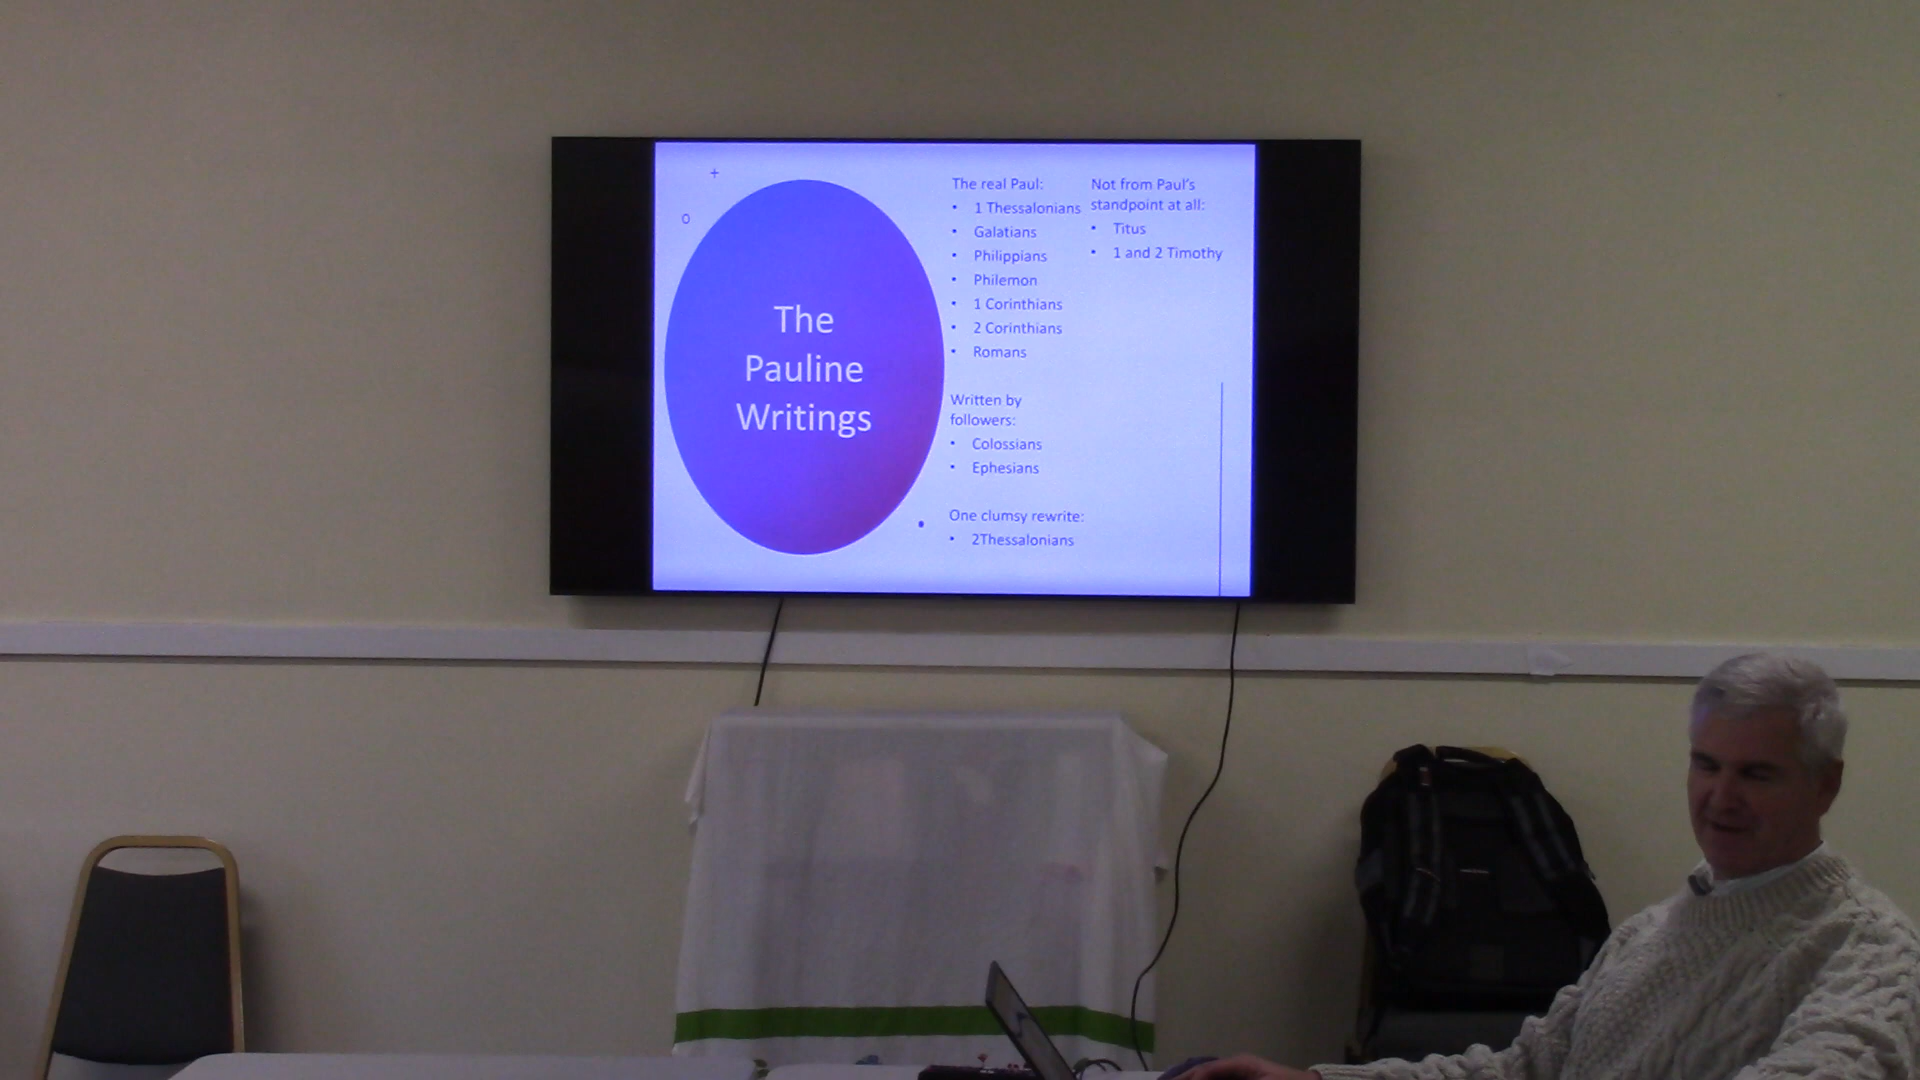 The
Pauline
Writings
The real Paul:
• 1 Thessalonians
• Galatians
• Philippians
• Philemon
• 1 Corinthians
• 2 Corinthians
• Romans
Written by
followers:
• Colossians
• Ephesians
One clumsy rewrite:
• 2Thessalonians
Not from Paul's
standpoint at all:
• Titus
• 1 and 2 Timothy